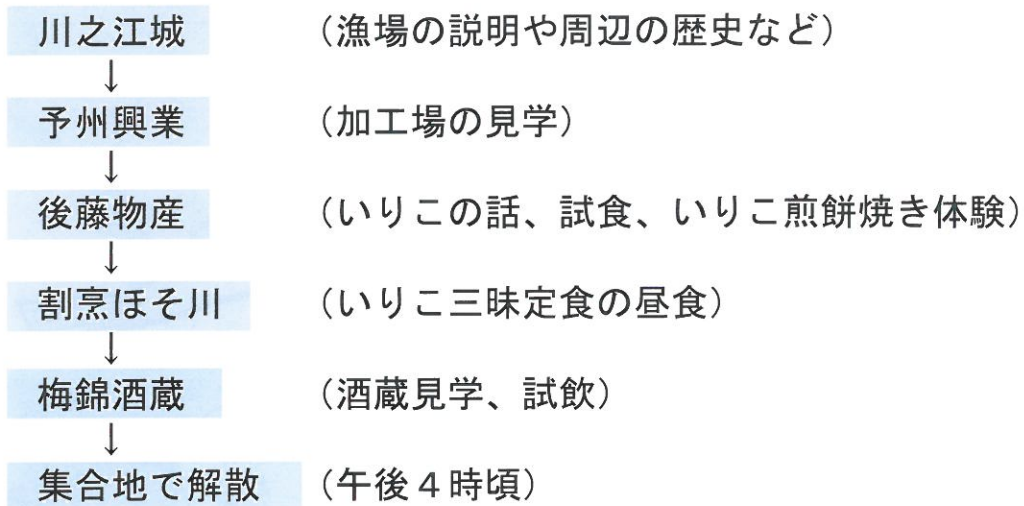 川之江城 (漁場の説明や周辺の歴史など)
↓
予州興業 (加工場の見学)
↓
後藤物産 (いりこの話、試食、いりこ煎餅焼き体験)
↓
割烹ほそ川 (いりこ三昧定食の昼食)
↓
梅錦酒蔵 (酒蔵見学、試飲)
↓
集合地で解散 (午後4時頃)